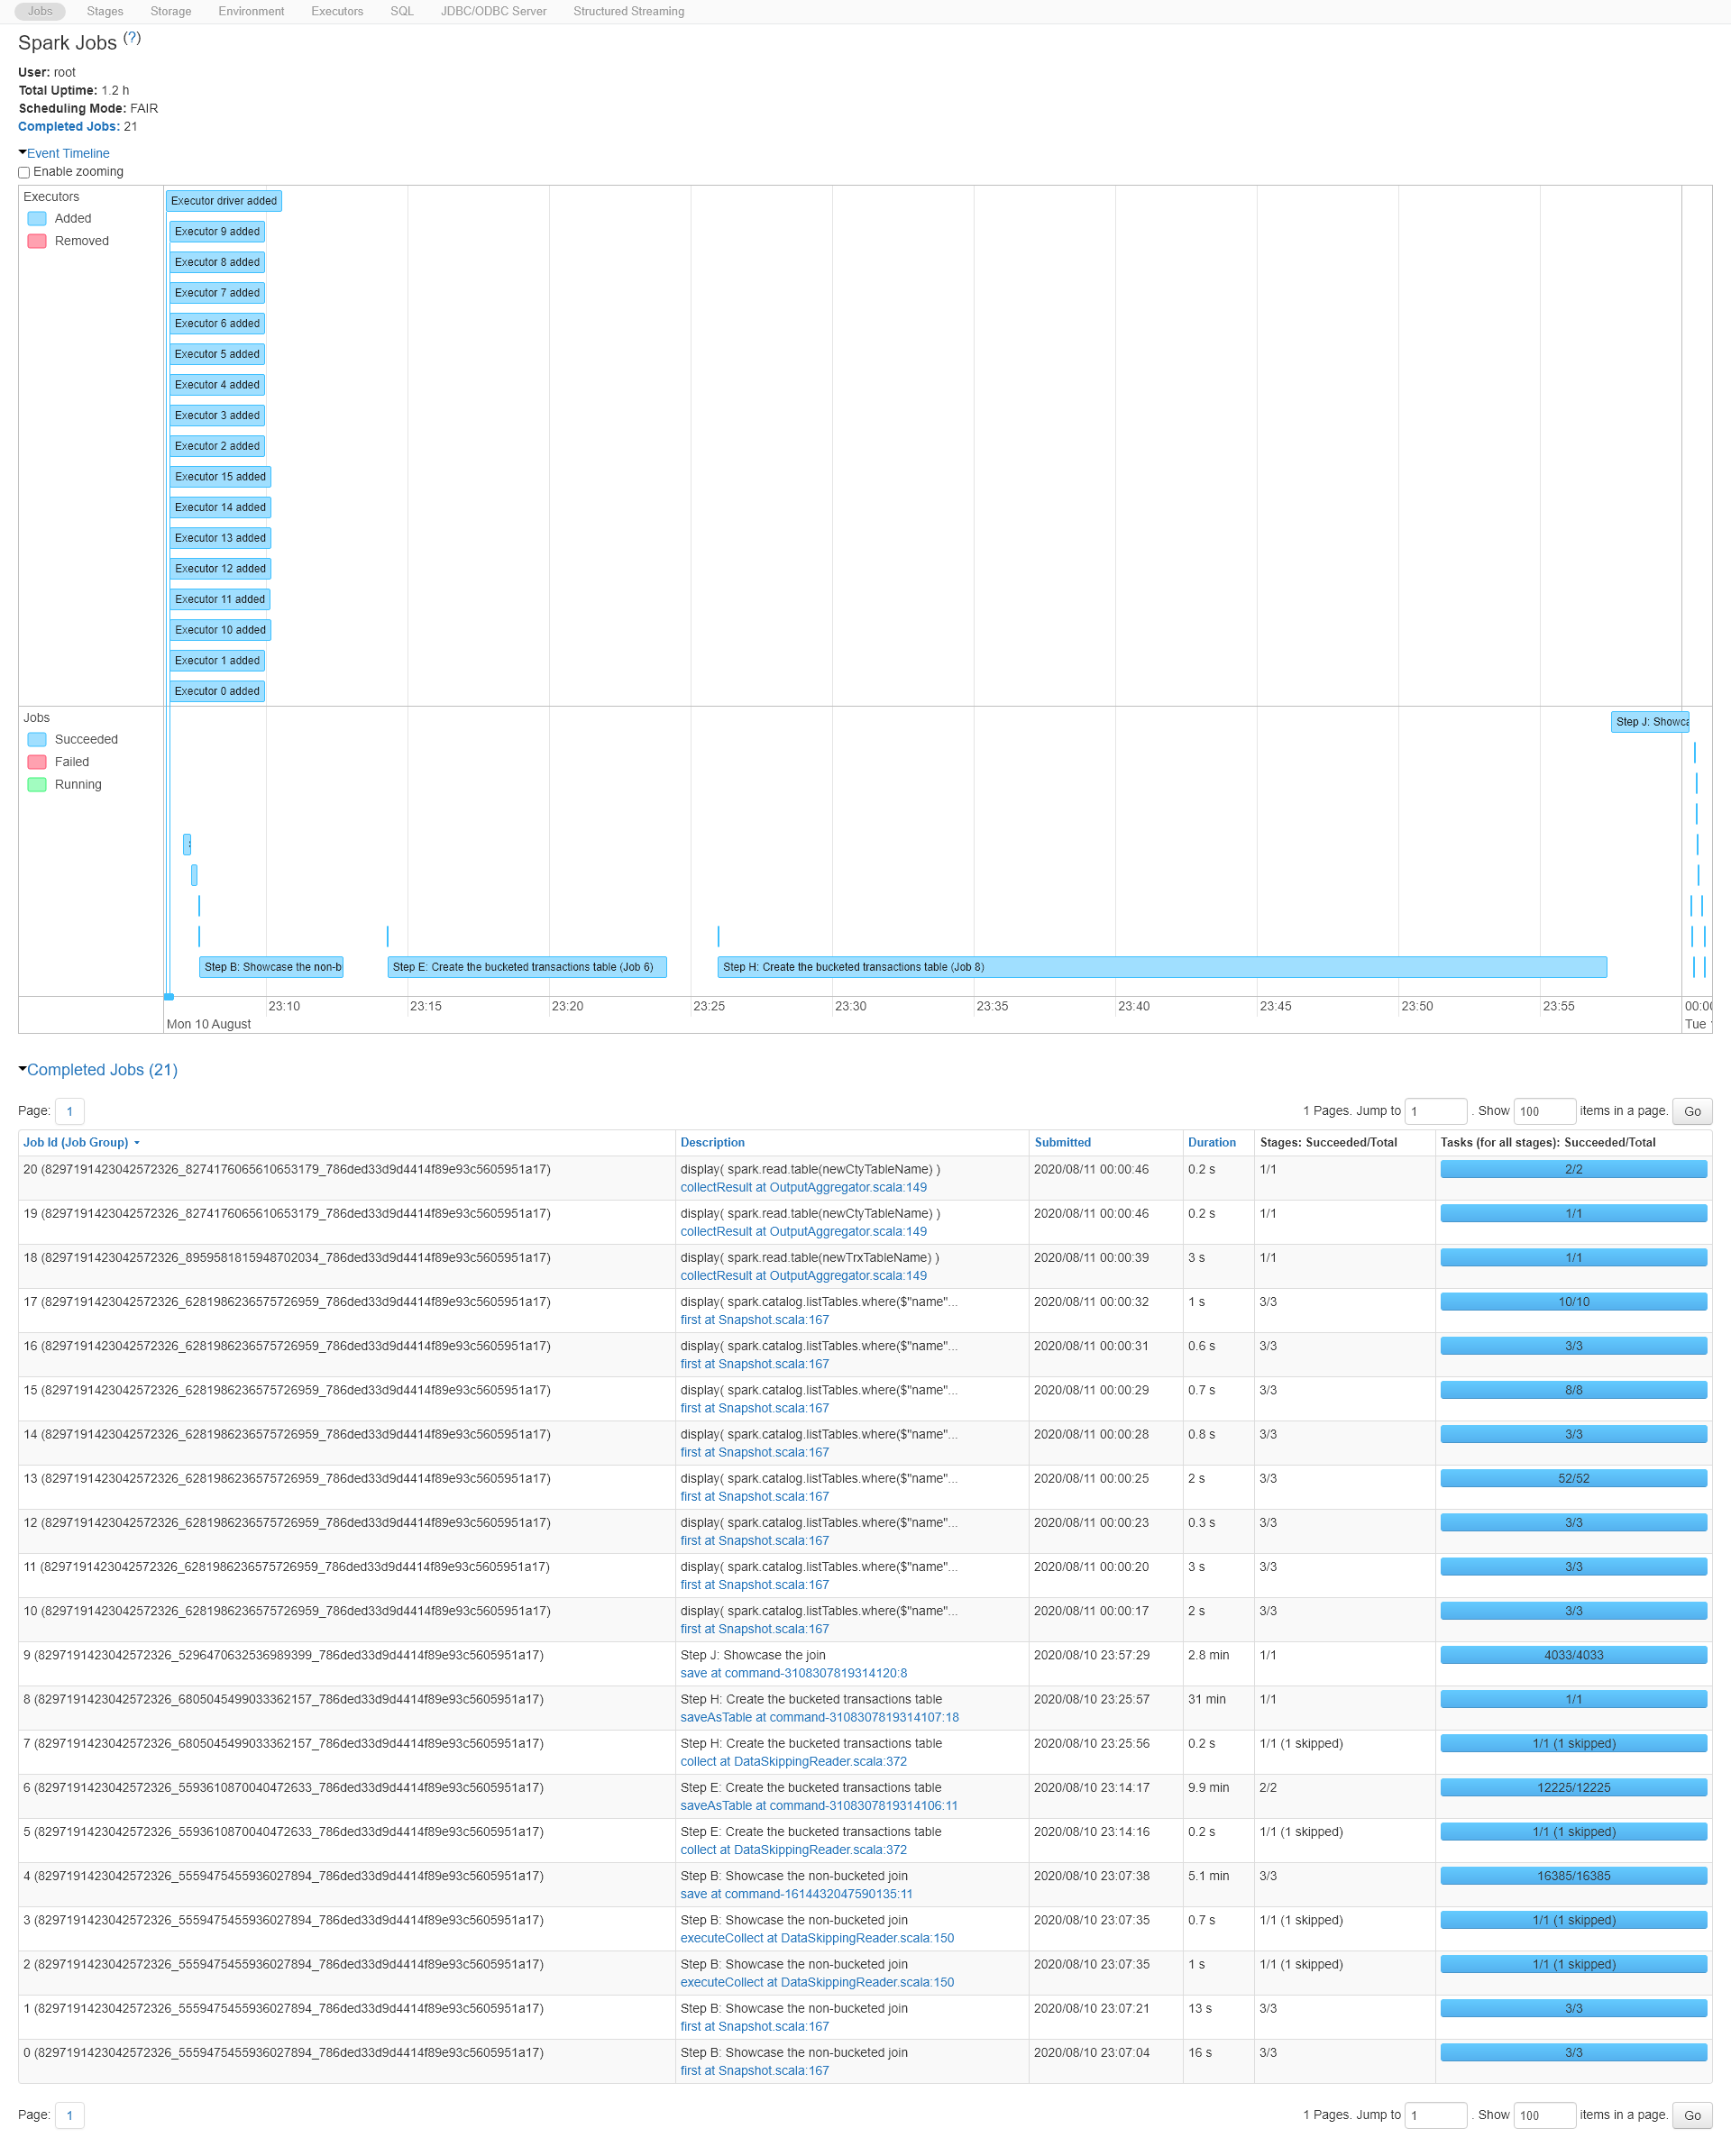 Jobs Stages Storage Environment Executors SQL JDBC/ODBC Server Structured Streaming
Spark Jobs (?)
User: root
Total Uptime: 1.2 h
Scheduling Mode: FAIR
Completed Jobs: 21
Event Timeline
Enable zooming
Executors
Added
Removed
Executor driver added
Executor 9 added
Executor 8 added
Executor 7 added
Executor 6 added
Executor 5 added
Executor 4 added
Executor 3 added
Executor 2 added
Executor 15 added
Executor 14 added
Executor 13 added
Executor 12 added
Executor 11 added
Executor 10 added
Executor 1 added
Executor 0 added
Jobs
Succeeded
Failed
Running
Step J: Showca
Step B: Showcase the non-b
Step E: Create the bucketed transactions table (Job 6)
Step H: Create the bucketed transactions table (Job 8)
23:10 23:15 23:20 23:25 23:30 23:35 23:40 23:45 23:50 23:55 00:00
Mon 10 August Tue
Completed Jobs (21)
Page: 1 1 Pages. Jump to 1 . Show 100 items in a page. Go
Job Id (Job Group) Description Submitted Duration Stages: Succeeded/Total Tasks (for all stages): Succeeded/Total
20 (8297191423042572326_8274176065610653179_786ded33d9d4414f89e93c5605951a17) display( spark.read.table(newCtyTableName) ) 2020/08/11 00:00:46 0.2 s 1/1 2/2
collectResult at OutputAggregator.scala:149
19 (8297191423042572326_8274176065610653179_786ded33d9d4414f89e93c5605951a17) display( spark.read.table(newCtyTableName) ) 2020/08/11 00:00:46 0.2 s 1/1 1/1
collectResult at OutputAggregator.scala:149
18 (8297191423042572326_8959581815948702034_786ded33d9d4414f89e93c5605951a17) display( spark.read.table(newTrxTableName) ) 2020/08/11 00:00:39 3 s 1/1 1/1
collectResult at OutputAggregator.scala:149
17 (8297191423042572326_6281986236575726959_786ded33d9d4414f89e93c5605951a17) display( spark.catalog.listTables.where($"name"... 2020/08/11 00:00:32 1 s 3/3 10/10
first at Snapshot.scala:167
16 (8297191423042572326_6281986236575726959_786ded33d9d4414f89e93c5605951a17) display( spark.catalog.listTables.where($"name"... 2020/08/11 00:00:31 0.6 s 3/3 3/3
first at Snapshot.scala:167
15 (8297191423042572326_6281986236575726959_786ded33d9d4414f89e93c5605951a17) display( spark.catalog.listTables.where($"name"... 2020/08/11 00:00:29 0.7 s 3/3 8/8
first at Snapshot.scala:167
14 (8297191423042572326_6281986236575726959_786ded33d9d4414f89e93c5605951a17) display( spark.catalog.listTables.where($"name"... 2020/08/11 00:00:28 0.8 s 3/3 3/3
first at Snapshot.scala:167
13 (8297191423042572326_6281986236575726959_786ded33d9d4414f89e93c5605951a17) display( spark.catalog.listTables.where($"name"... 2020/08/11 00:00:25 2 s 3/3 52/52
first at Snapshot.scala:167
12 (8297191423042572326_6281986236575726959_786ded33d9d4414f89e93c5605951a17) display( spark.catalog.listTables.where($"name"... 2020/08/11 00:00:23 0.3 s 3/3 3/3
first at Snapshot.scala:167
11 (8297191423042572326_6281986236575726959_786ded33d9d4414f89e93c5605951a17) display( spark.catalog.listTables.where($"name"... 2020/08/11 00:00:20 3 s 3/3 3/3
first at Snapshot.scala:167
10 (8297191423042572326_6281986236575726959_786ded33d9d4414f89e93c5605951a17) display( spark.catalog.listTables.where($"name"... 2020/08/11 00:00:17 2 s 3/3 3/3
first at Snapshot.scala:167
9 (8297191423042572326_5296470632536989399_786ded33d9d4414f89e93c5605951a17) Step J: Showcase the join 2020/08/10 23:57:29 2.8 min 1/1 4033/4033
save at command-3108307819314120:8
8 (8297191423042572326_6805045499033362157_786ded33d9d4414f89e93c5605951a17) Step H: Create the bucketed transactions table 2020/08/10 23:25:57 31 min 1/1 1/1
saveAsTable at command-3108307819314107:18
7 (8297191423042572326_6805045499033362157_786ded33d9d4414f89e93c5605951a17) Step H: Create the bucketed transactions table 2020/08/10 23:25:56 0.2 s 1/1 (1 skipped) 1/1 (1 skipped)
collect at DataSkippingReader.scala:372
6 (8297191423042572326_5593610870040472633_786ded33d9d4414f89e93c5605951a17) Step E: Create the bucketed transactions table 2020/08/10 23:14:17 9.9 min 2/2 12225/12225
saveAsTable at command-3108307819314106:11
5 (8297191423042572326_5593610870040472633_786ded33d9d4414f89e93c5605951a17) Step E: Create the bucketed transactions table 2020/08/10 23:14:16 0.2 s 1/1 (1 skipped) 1/1 (1 skipped)
collect at DataSkippingReader.scala:372
4 (8297191423042572326_5559475455936027894_786ded33d9d4414f89e93c5605951a17) Step B: Showcase the non-bucketed join 2020/08/10 23:07:38 5.1 min 3/3 16385/16385
save at command-1614432047590135:11
3 (8297191423042572326_5559475455936027894_786ded33d9d4414f89e93c5605951a17) Step B: Showcase the non-bucketed join 2020/08/10 23:07:35 0.7 s 1/1 (1 skipped) 1/1 (1 skipped)
executeCollect at DataSkippingReader.scala:150
2 (8297191423042572326_5559475455936027894_786ded33d9d4414f89e93c5605951a17) Step B: Showcase the non-bucketed join 2020/08/10 23:07:35 1 s 1/1 (1 skipped) 1/1 (1 skipped)
executeCollect at DataSkippingReader.scala:150
1 (8297191423042572326_5559475455936027894_786ded33d9d4414f89e93c5605951a17) Step B: Showcase the non-bucketed join 2020/08/10 23:07:21 13 s 3/3 3/3
first at Snapshot.scala:167
0 (8297191423042572326_5559475455936027894_786ded33d9d4414f89e93c5605951a17) Step B: Showcase the non-bucketed join 2020/08/10 23:07:04 16 s 3/3 3/3
first at Snapshot.scala:167
Page: 1 1 Pages. Jump to 1 . Show 100 items in a page. Go